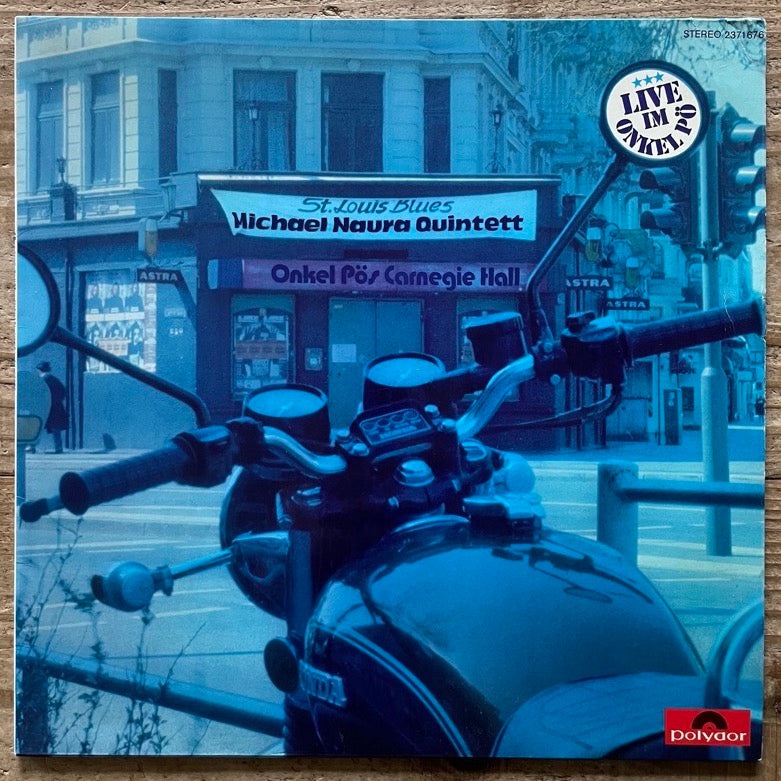 STEREO 2371676
LIVE
IM
ONKEL PÖ
St. Louis Blues
Michael Naura Quintett
Onkel Pös Carnegie Hall
ASTRA
ASTRA
ASTRA
polydor